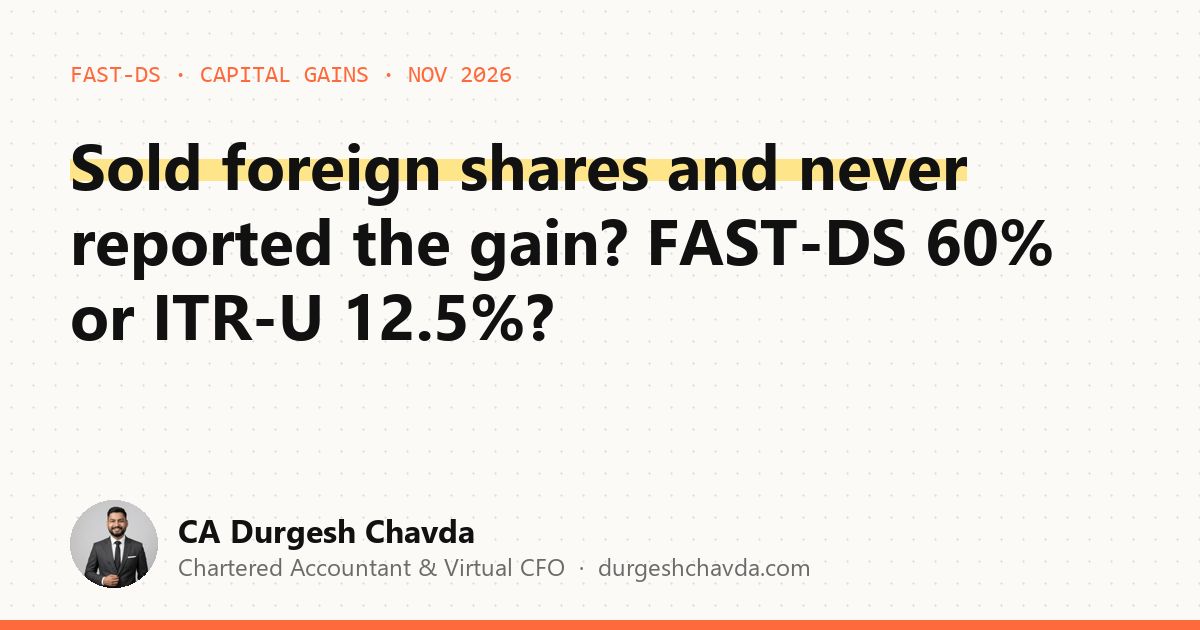 FAST-DS · CAPITAL GAINS · NOV 2026
Sold foreign shares and never
reported the gain? FAST-DS 60%
or ITR-U 12.5%?
CA Durgesh Chavda
Chartered Accountant & Virtual CFO · durgeshchavda.com